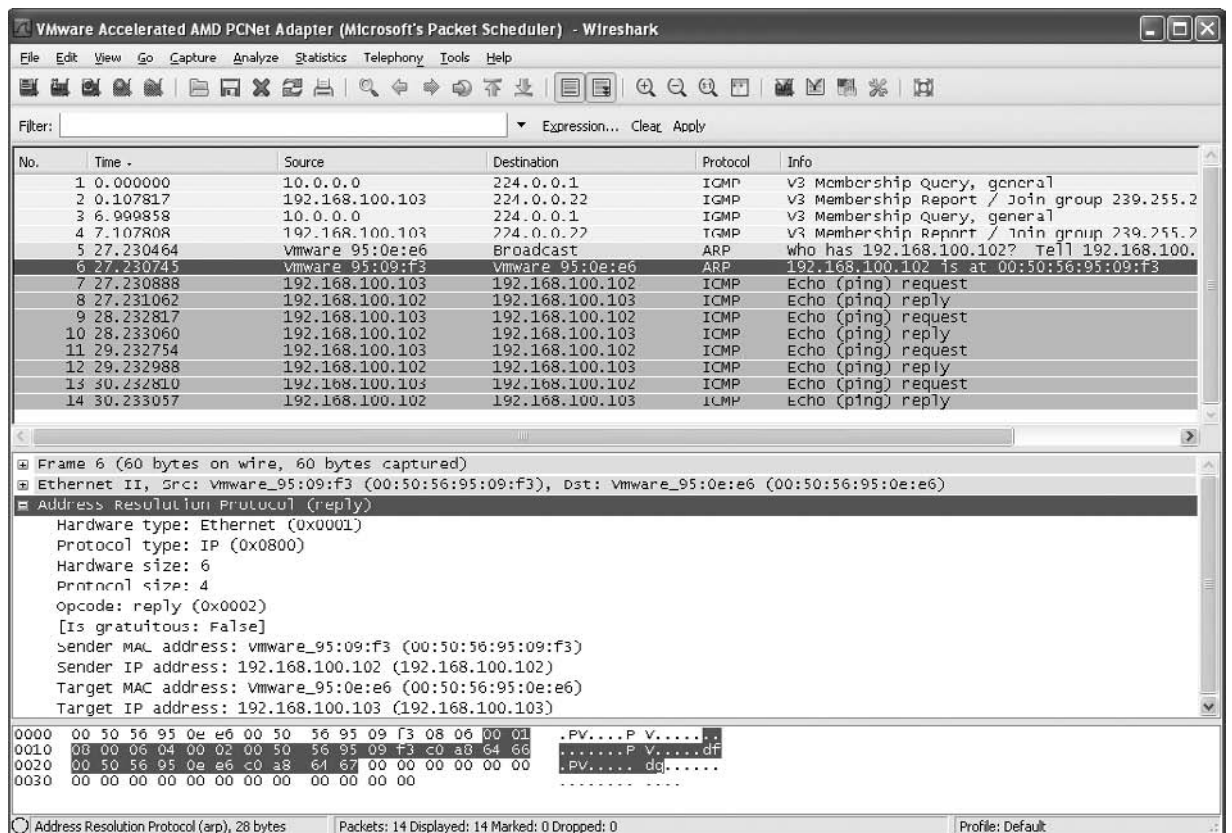 VMware Accelerated AMD PCNet Adapter (Microsoft's Packet Scheduler) - Wireshark
File Edit View Go Capture Analyze Statistics Telephony Tools Help
Filter: Expression... Clear Apply
No. Time Source Destination Protocol Info
1 0.000000 10.0.0.0 224.0.0.1 IGMP V3 Membership Query, general
2 0.107817 192.168.100.103 224.0.0.22 IGMP V3 Membership Report / Join group 239.255.2
3 6.999858 10.0.0.0 224.0.0.1 IGMP V3 Membership Query, general
4 7.107808 192.168.100.103 224.0.0.22 IGMP V3 Membership Report / Join group 239.255.2
5 27.230464 Vmware 95:0e:e6 Broadcast ARP Who has 192.168.100.102? Tell 192.168.100.
6 27.230745 Vmware 95:09:f3 Vmware 95:0e:e6 ARP 192.168.100.102 is at 00:50:56:95:09:f3
7 27.230888 192.168.100.103 192.168.100.102 ICMP Echo (ping) request
8 27.231062 192.168.100.102 192.168.100.103 ICMP Echo (ping) reply
9 28.232817 192.168.100.103 192.168.100.102 ICMP Echo (ping) request
10 28.233060 192.168.100.102 192.168.100.103 ICMP Echo (ping) reply
11 29.232754 192.168.100.103 192.168.100.102 ICMP Echo (ping) request
12 29.232988 192.168.100.102 192.168.100.103 ICMP Echo (ping) reply
13 30.232810 192.168.100.103 192.168.100.102 ICMP Echo (ping) request
14 30.233057 192.168.100.102 192.168.100.103 ICMP Echo (ping) reply
Frame 6 (60 bytes on wire, 60 bytes captured)
Ethernet II, Src: Vmware_95:09:f3 (00:50:56:95:09:f3), Dst: Vmware_95:0e:e6 (00:50:56:95:0e:e6)
Address Resolution Protocol (reply)
Hardware type: Ethernet (0x0001)
Protocol type: IP (0x0800)
Hardware size: 6
Protocol size: 4
Opcode: reply (0x0002)
[Is gratuitous: False]
Sender MAC address: Vmware_95:09:f3 (00:50:56:95:09:f3)
Sender IP address: 192.168.100.102 (192.168.100.102)
Target MAC address: Vmware_95:0e:e6 (00:50:56:95:0e:e6)
Target IP address: 192.168.100.103 (192.168.100.103)
0000 00 50 56 95 0e e6 00 50 56 95 09 f3 08 06 00 01 .PV....P V.......
0010 08 00 06 04 00 02 00 50 56 95 09 f3 c0 a8 64 66 .......P V.....df
0020 00 50 56 95 0e e6 c0 a8 64 67 00 00 00 00 00 00 .PV..... dg......
0030 00 00 00 00 00 00 00 00 00 00 00 00 ........ ....
Address Resolution Protocol (arp), 28 bytes Packets: 14 Displayed: 14 Marked: 0 Dropped: 0 Profile: Default